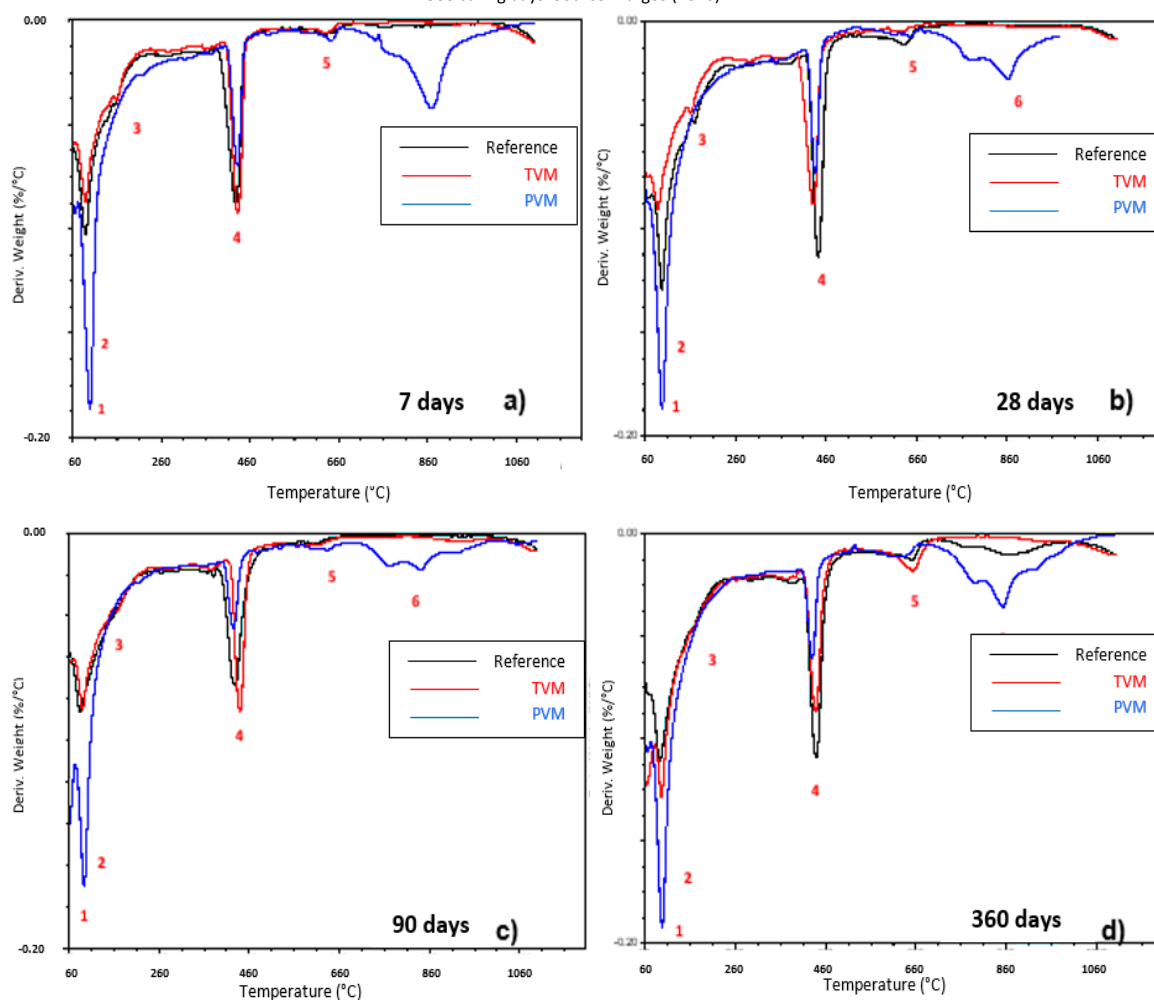 0.00
Deriv. Weight (%/°C)
-0.20
60 260 460 660 860 1060
Temperature (°C)
1
2
3
4
5
Reference
TVM
PVM
7 days a)
0.00
Deriv. Weight (%/°C)
-0.20
60 260 460 660 860 1060
Temperature (°C)
1
2
3
4
5
6
Reference
TVM
PVM
28 days b)
0.00
Deriv. Weight (%/°C)
-0.20
60 260 460 660 860 1060
Temperature (°C)
1
2
3
4
5
6
Reference
TVM
PVM
90 days c)
0.00
Deriv. Weight (%/°C)
-0.20
60 260 460 660 860 1060
Temperature (°C)
1
2
3
4
5
Reference
TVM
PVM
360 days d)